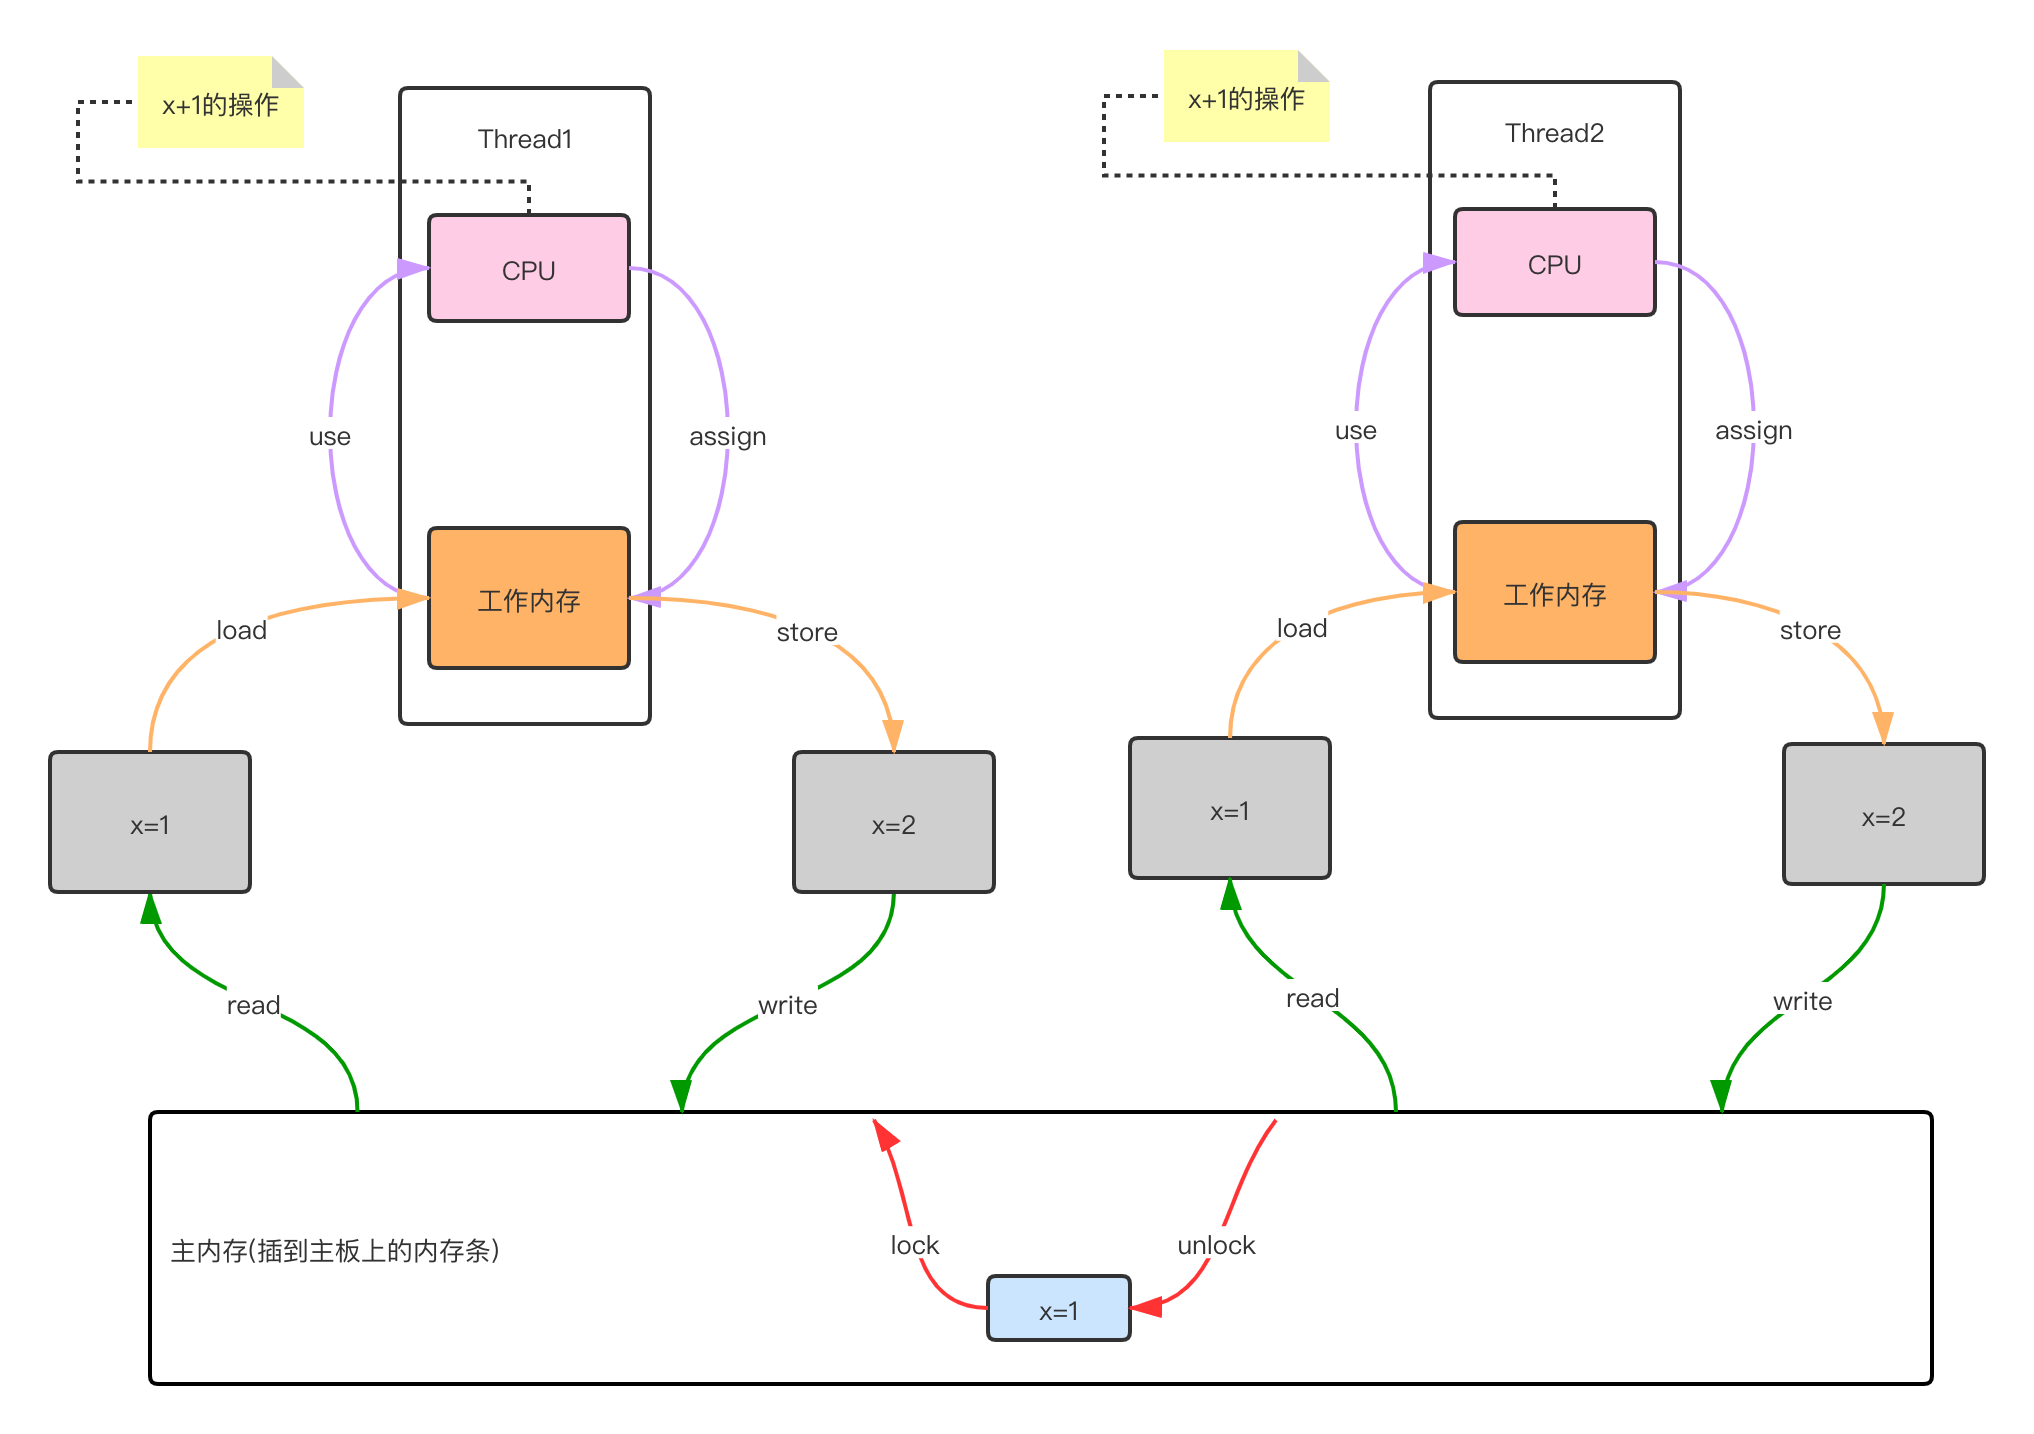 x+1的操作
Thread1
CPU
use
assign
工作内存
load
store
x=1
x=2
read
write
x+1的操作
Thread2
CPU
use
assign
工作内存
load
store
x=1
x=2
read
write
主内存(插到主板上的内存条)
lock
unlock
x=1